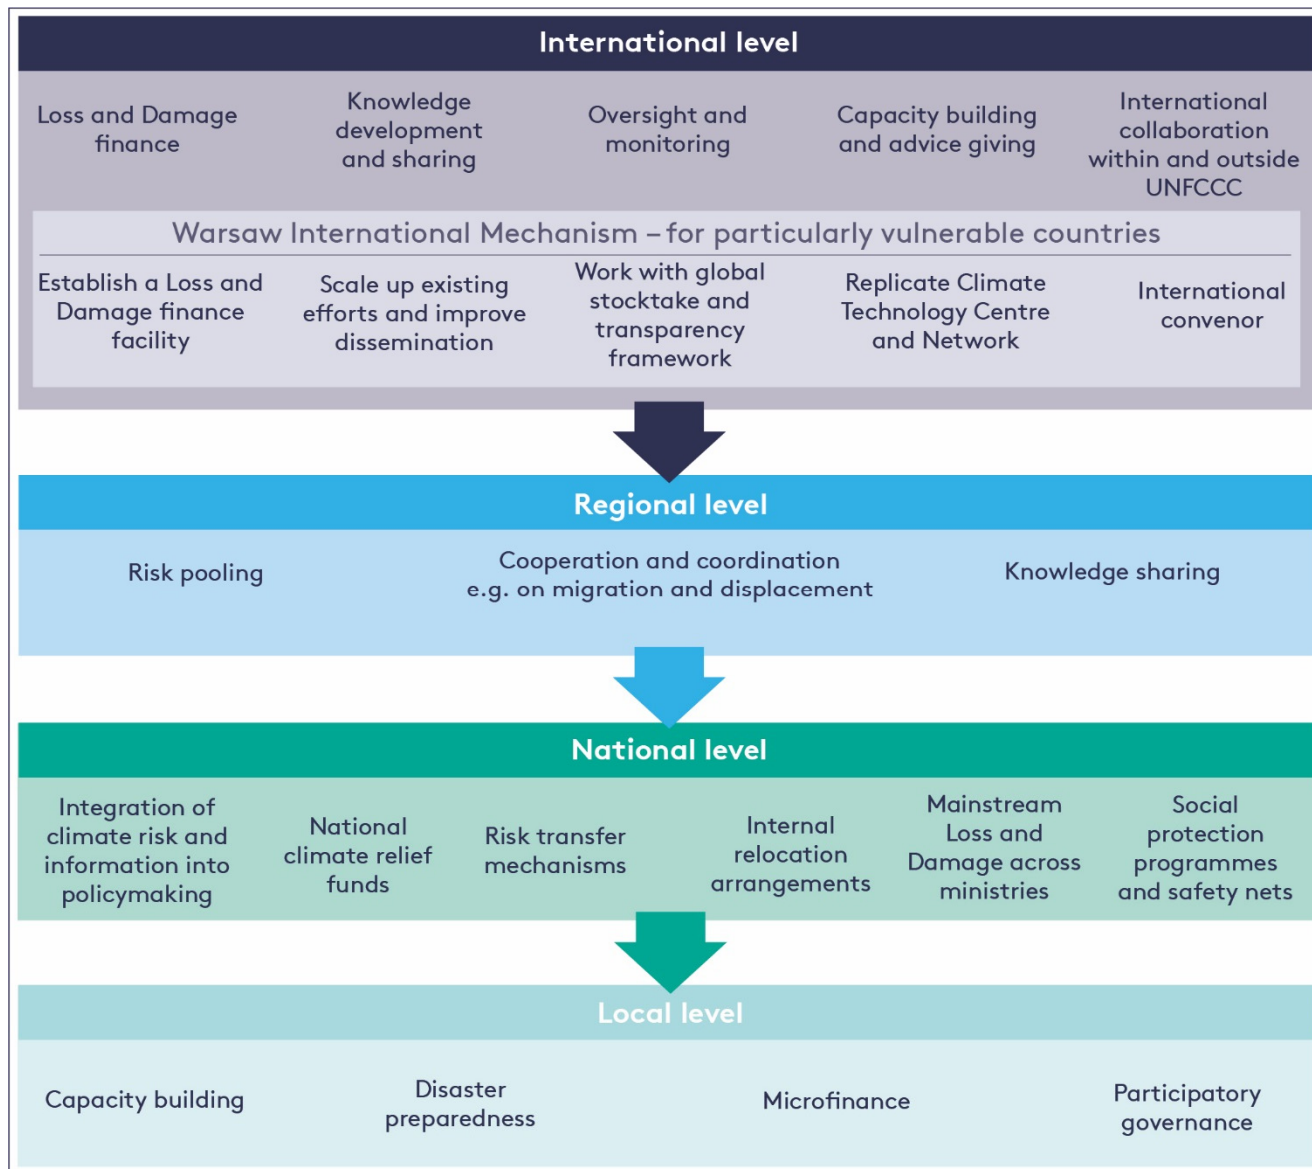 International level
Loss and Damage
finance
Knowledge
development
and sharing
Oversight and
monitoring
Capacity building
and advice giving
International
collaboration
within and outside
UNFCCC
Warsaw International Mechanism – for particularly vulnerable countries
Establish a Loss and
Damage finance
facility
Scale up existing
efforts and improve
dissemination
Work with global
stocktake and
transparency
framework
Replicate Climate
Technology Centre
and Network
International
convenor
Regional level
Risk pooling
Cooperation and coordination
e.g. on migration and displacement
Knowledge sharing
National level
Integration of
climate risk and
information into
policymaking
National
climate relief
funds
Risk transfer
mechanisms
Internal
relocation
arrangements
Mainstream
Loss and
Damage across
ministries
Social
protection
programmes
and safety nets
Local level
Capacity building
Disaster
preparedness
Microfinance
Participatory
governance